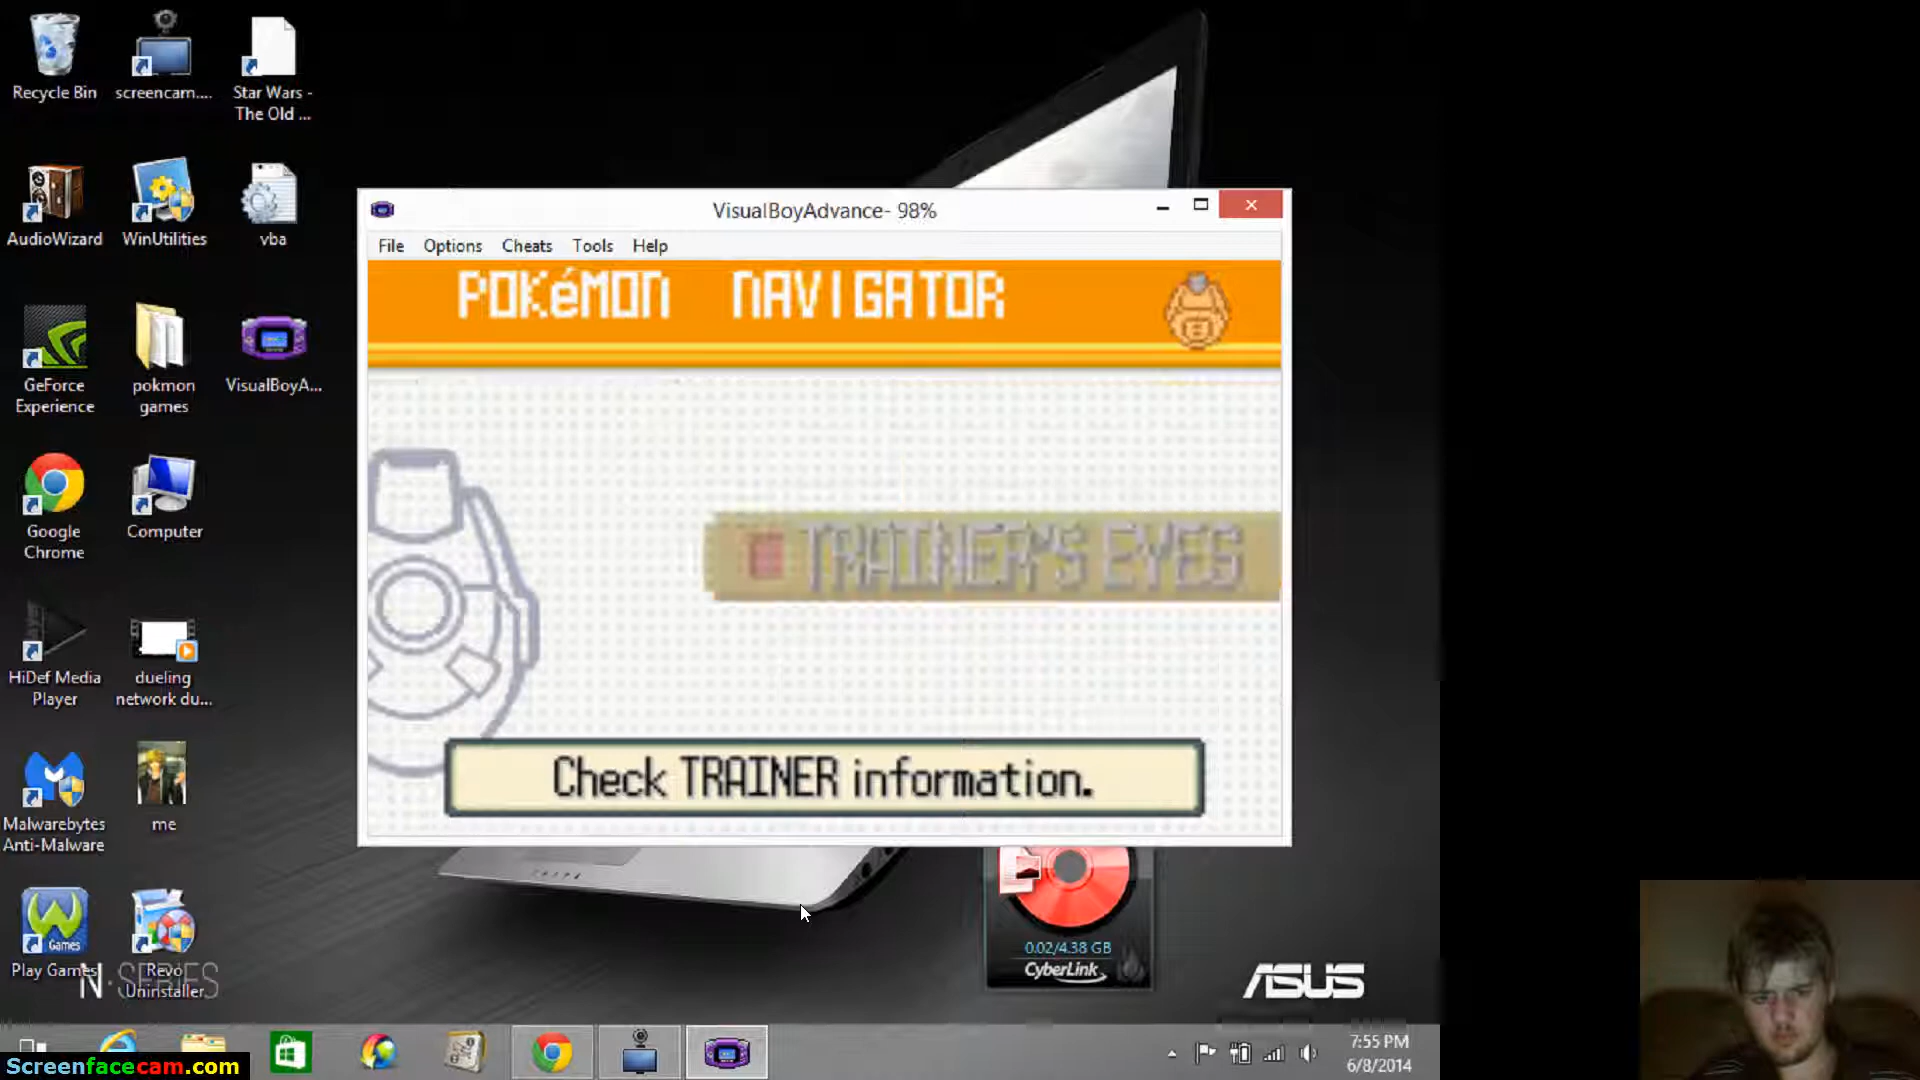 Recycle Bin
screencam....
Star Wars -
The Old ...
AudioWizard
WinUtilities
vba
GeForce
Experience
pokmon
games
VisualBoyA...
Google
Chrome
Computer
HiDef Media
Player
dueling
network du...
Malwarebytes
Anti-Malware
me
Games
Play Games
Revo
Uninstaller
N·SERIES
VisualBoyAdvance- 98%
File Options Cheats Tools Help
POKéMON NAVIGATOR
TRAINER'S EYES
Check TRAINER information.
0.02/4.38 GB
CyberLink
ASUS
7:55 PM
6/8/2014
Screenfacecam.com